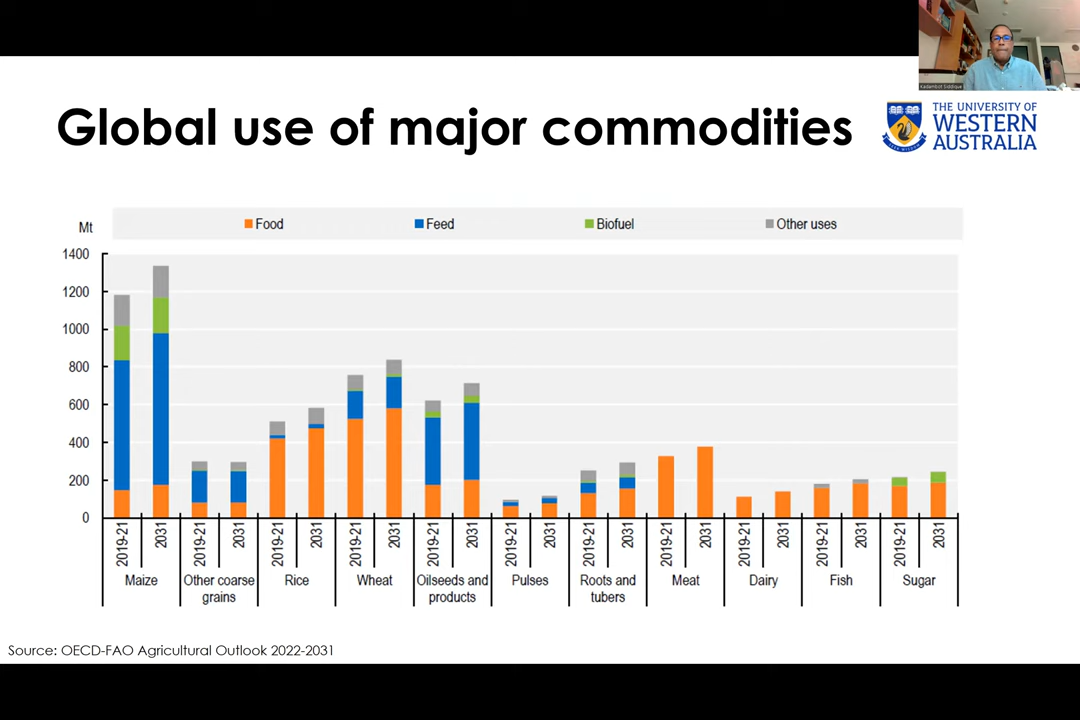 Kadambot Siddique
Global use of major commodities
THE UNIVERSITY OF
WESTERN
AUSTRALIA
Mt
Food
Feed
Biofuel
Other uses
1400
1200
1000
800
600
400
200
0
2019-21
2031
2019-21
2031
2019-21
2031
2019-21
2031
2019-21
2031
2019-21
2031
2019-21
2031
2019-21
2031
2019-21
2031
2019-21
2031
2019-21
2031
Maize
Other coarse
grains
Rice
Wheat
Oilseeds and
products
Pulses
Roots and
tubers
Meat
Dairy
Fish
Sugar
Source: OECD-FAO Agricultural Outlook 2022-2031